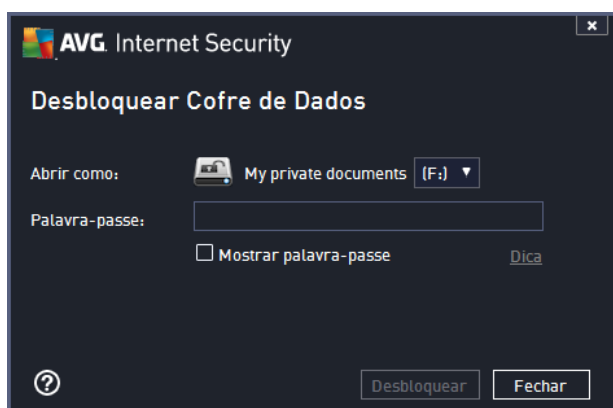 AVG. Internet Security
Desbloquear Cofre de Dados
Abrir como: My private documents (F:)
Palavra-passe:
Mostrar palavra-passe Dica
Desbloquear Fechar